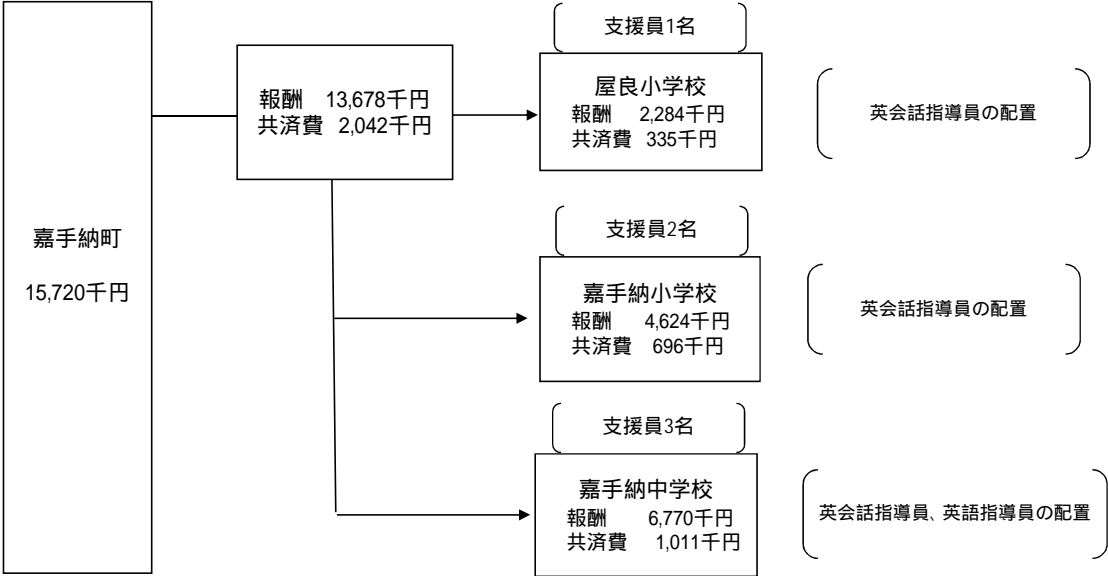 嘉手納町
15,720千円
報酬 13,678千円
共済費 2,042千円
支援員1名
屋良小学校
報酬 2,284千円
共済費 335千円
英会話指導員の配置
支援員2名
嘉手納小学校
報酬 4,624千円
共済費 696千円
英会話指導員の配置
支援員3名
嘉手納中学校
報酬 6,770千円
共済費 1,011千円
英会話指導員、英語指導員の配置